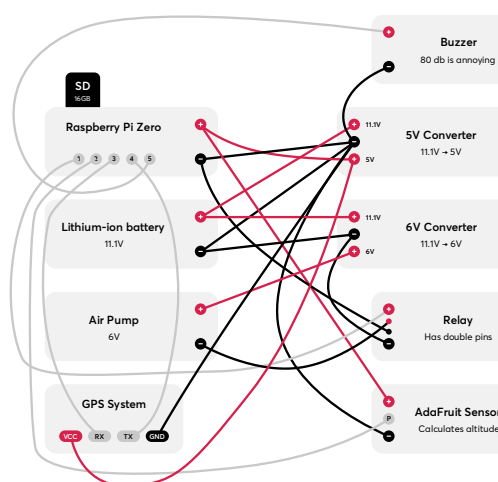 SD
16GB
Raspberry Pi Zero
+
1 2 3 4 5
−
Lithium-ion battery
11.1V
+
−
Air Pump
6V
+
−
GPS System
VCC RX TX GND
+
Buzzer
80 db is annoying
−
+ 11.1V
−
+ 5V
5V Converter
11.1V → 5V
+ 11.1V
−
+ 6V
6V Converter
11.1V → 6V
+
−
Relay
Has double pins
+
P
−
AdaFruit Sensor
Calculates altitude